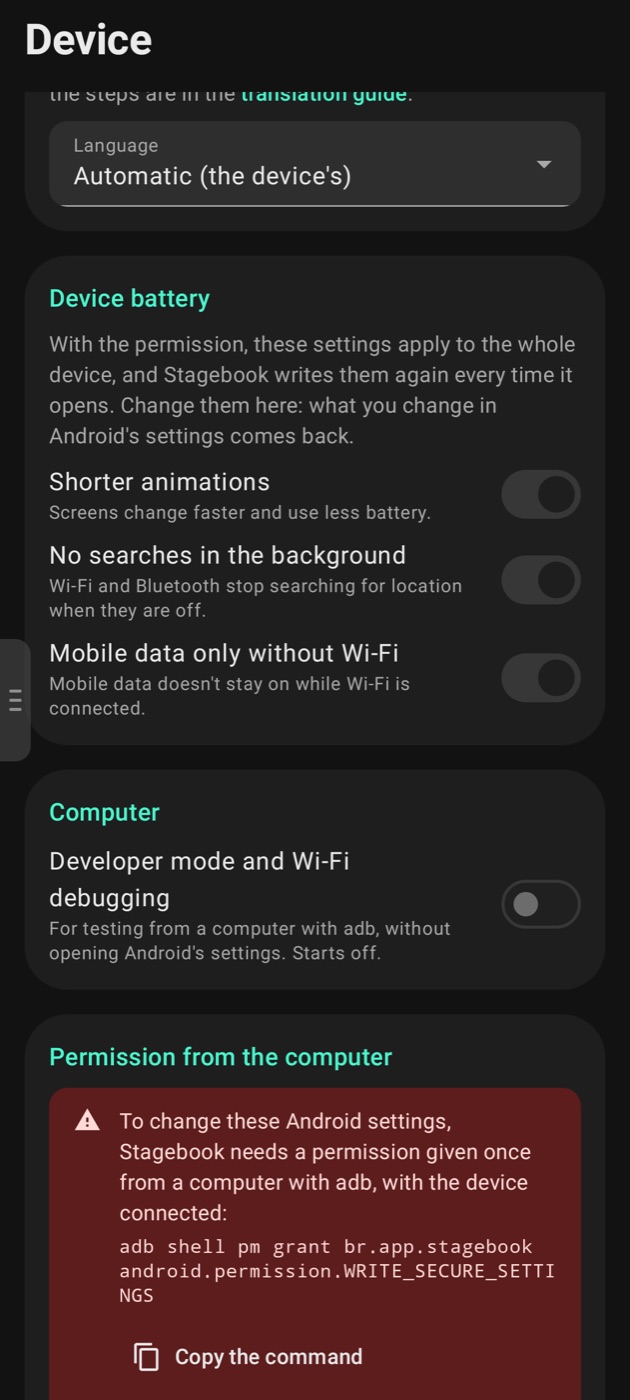 Device
the steps are in the translation guide.
Language
Automatic (the device's)
Device battery
With the permission, these settings apply to the whole
device, and Stagebook writes them again every time it
opens. Change them here: what you change in
Android's settings comes back.
Shorter animations
Screens change faster and use less battery.
No searches in the background
Wi-Fi and Bluetooth stop searching for location
when they are off.
Mobile data only without Wi-Fi
Mobile data doesn't stay on while Wi-Fi is
connected.
Computer
Developer mode and Wi-Fi
debugging
For testing from a computer with adb, without
opening Android's settings. Starts off.
Permission from the computer
To change these Android settings,
Stagebook needs a permission given once
from a computer with adb, with the device
connected:
adb shell pm grant br.app.stagebook
android.permission.WRITE_SECURE_SETTI
NGS
Copy the command